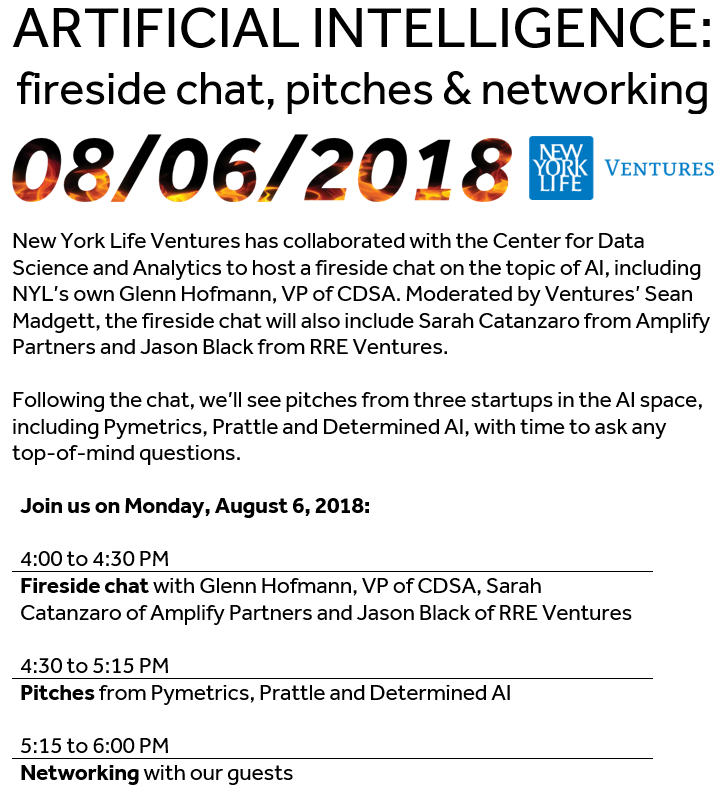 ARTIFICIAL INTELLIGENCE:
fireside chat, pitches & networking
08/06/2018
NEW
YORK
LIFE
VENTURES
New York Life Ventures has collaborated with the Center for Data
Science and Analytics to host a fireside chat on the topic of AI, including
NYL's own Glenn Hofmann, VP of CDSA. Moderated by Ventures' Sean
Madgett, the fireside chat will also include Sarah Catanzaro from Amplify
Partners and Jason Black from RRE Ventures.
Following the chat, we'll see pitches from three startups in the AI space,
including Pymetrics, Prattle and Determined AI, with time to ask any
top-of-mind questions.
Join us on Monday, August 6, 2018:
4:00 to 4:30 PM
Fireside chat with Glenn Hofmann, VP of CDSA, Sarah
Catanzaro of Amplify Partners and Jason Black of RRE Ventures
4:30 to 5:15 PM
Pitches from Pymetrics, Prattle and Determined AI
5:15 to 6:00 PM
Networking with our guests